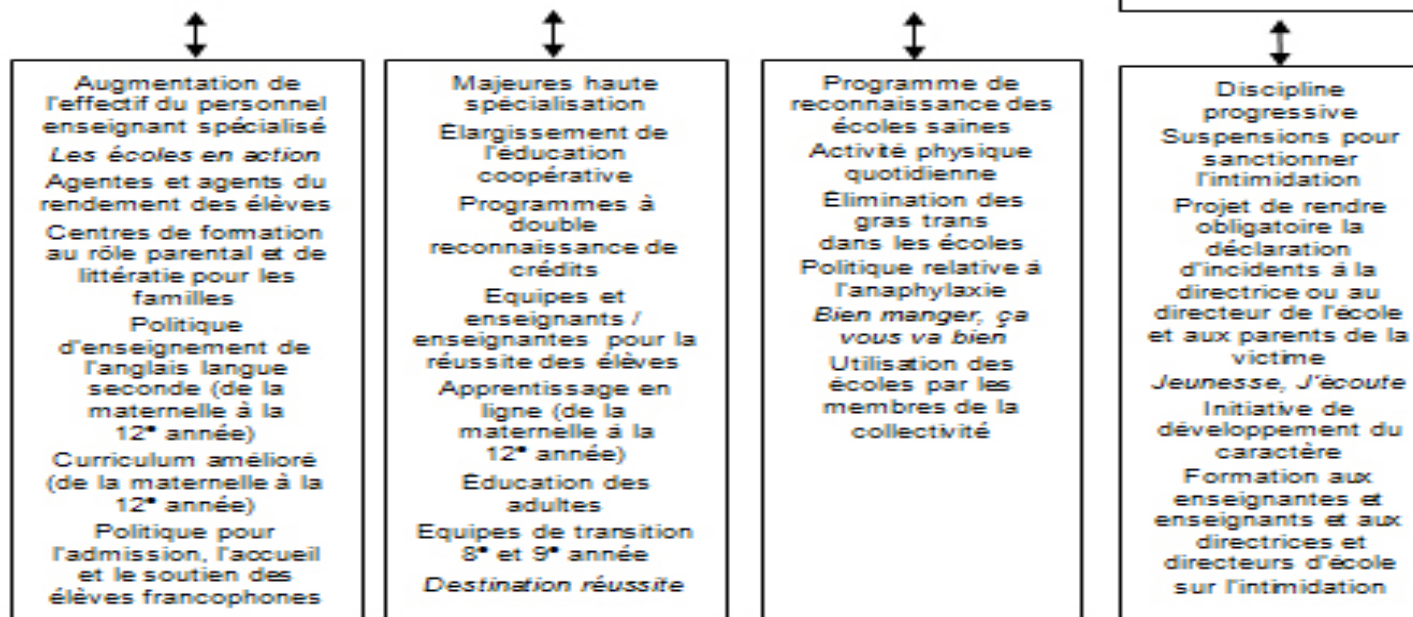 Augmentation de
l'effectif du personnel
enseignant spécialisé
Les écoles en action
Agentes et agents du
rendement des élèves
Centres de formation
au rôle parental et de
littératie pour les
familles
Politique
d'enseignement de
l'anglais langue
seconde (de la
maternelle à la
12e année)
Curriculum amélioré
(de la maternelle à la
12e année)
Politique pour
l'admission, l'accueil
et le soutien des
élèves francophones
Majeures haute
spécialisation
Élargissement de
l'éducation
coopérative
Programmes à
double
reconnaissance de
crédits
Equipes et
enseignants /
enseignantes pour la
réussite des élèves
Apprentissage en
ligne (de la
maternelle à la
12e année)
Éducation des
adultes
Equipes de transition
8e et 9e année
Destination réussite
Programme de
reconnaissance des
écoles saines
Activité physique
quotidienne
Élimination des
gras trans
dans les écoles
Politique relative à
l'anaphylaxie
Bien manger, ça
vous va bien
Utilisation des
écoles par les
membres de la
collectivité
Discipline
progressive
Suspensions pour
sanctionner
l'intimidation
Projet de rendre
obligatoire la
déclaration
d'incidents à la
directrice ou au
directeur de l'école
et aux parents de la
victime
Jeunesse, J'écoute
Initiative de
développement du
caractère
Formation aux
enseignantes et
enseignants et aux
directrices et
directeurs d'école
sur l'intimidation